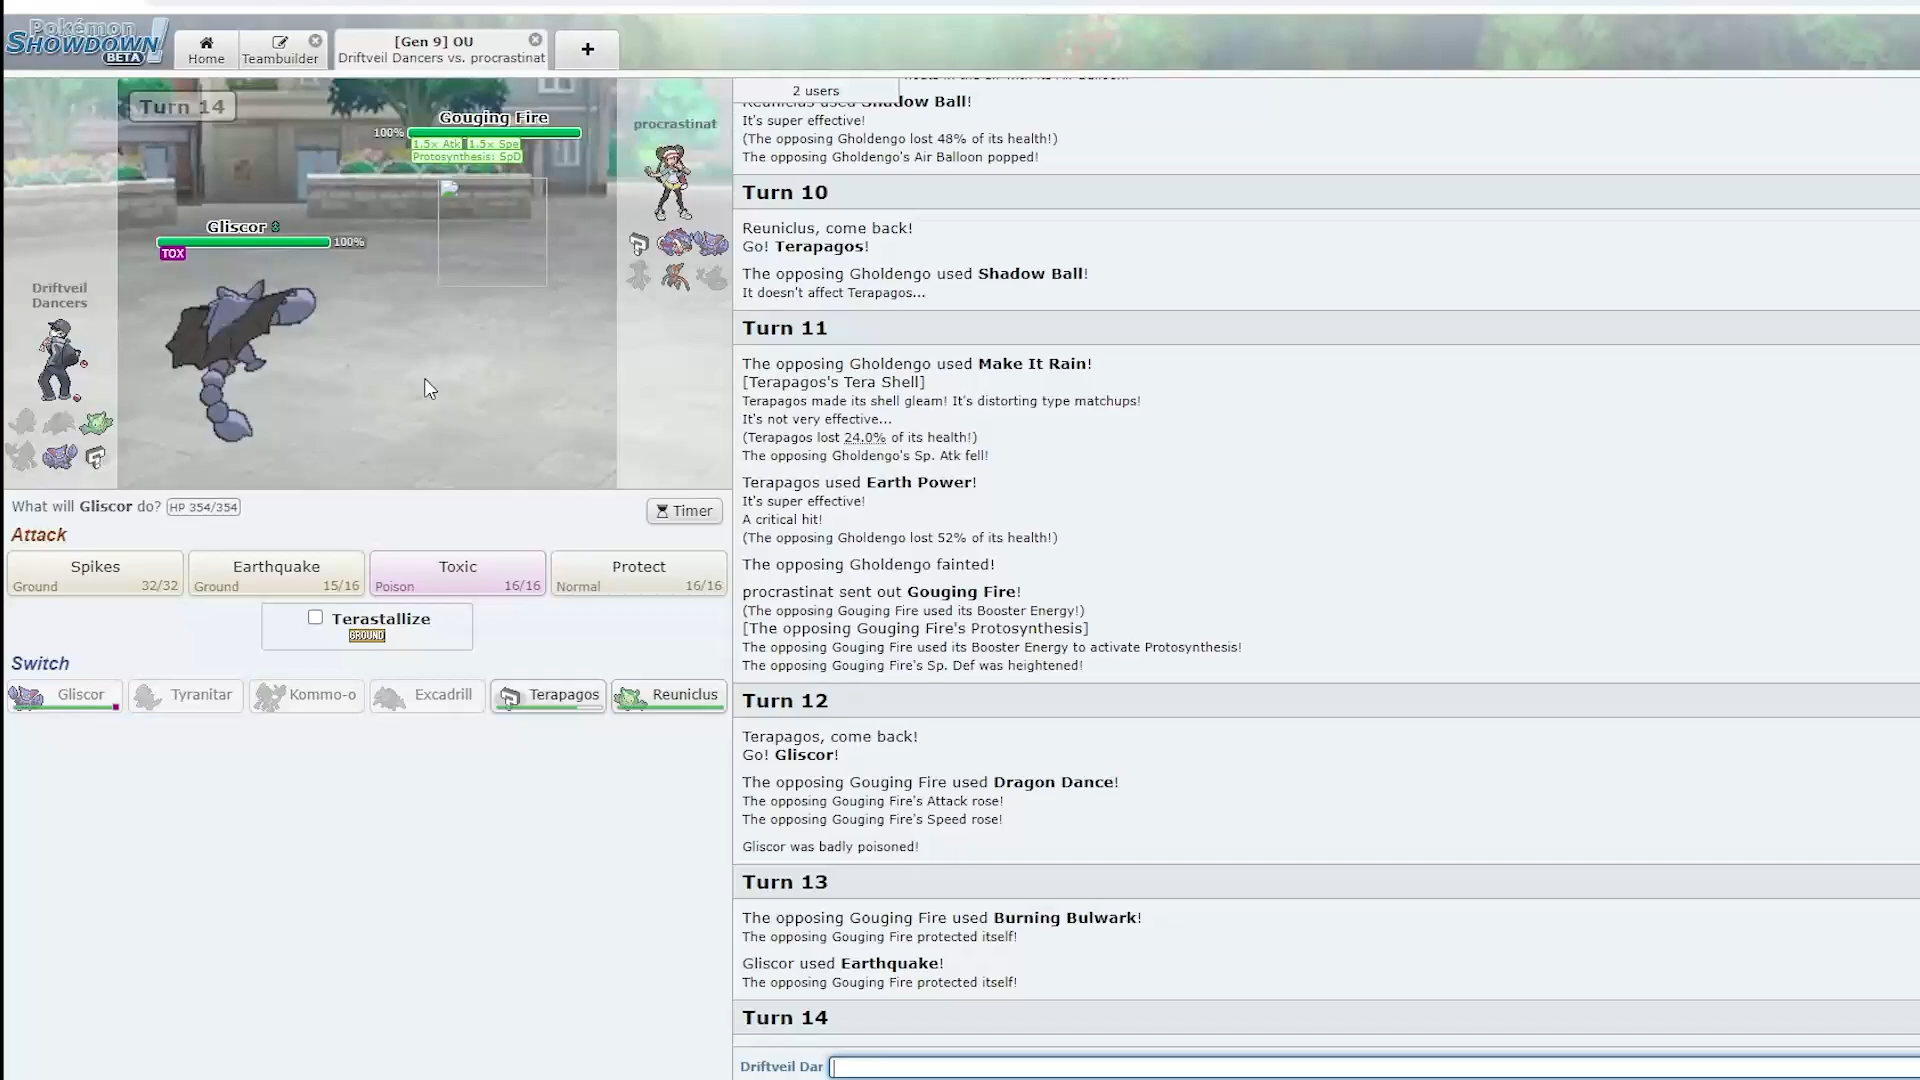 Pokémon
SHOWDOWN!
BETA
Home
Teambuilder
[Gen 9] OU
Driftveil Dancers vs. procrastinat
+
Turn 14
Gouging Fire
100%
1.5× Atk 1.5× Spe
Protosynthesis: SpD
procrastinat
Gliscor
100%
TOX
Driftveil
Dancers
What will Gliscor do? HP 354/354
Timer
Attack
Spikes
Ground 32/32
Earthquake
Ground 15/16
Toxic
Poison 16/16
Protect
Normal 16/16
Terastallize
GROUND
Switch
Gliscor
Tyranitar
Kommo-o
Excadrill
Terapagos
Reuniclus
2 users
Reuniclus used Shadow Ball!
It's super effective!
(The opposing Gholdengo lost 48% of its health!)
The opposing Gholdengo's Air Balloon popped!
Turn 10
Reuniclus, come back!
Go! Terapagos!
The opposing Gholdengo used Shadow Ball!
It doesn't affect Terapagos...
Turn 11
The opposing Gholdengo used Make It Rain!
[Terapagos's Tera Shell]
Terapagos made its shell gleam! It's distorting type matchups!
It's not very effective...
(Terapagos lost 24.0% of its health!)
The opposing Gholdengo's Sp. Atk fell!
Terapagos used Earth Power!
It's super effective!
A critical hit!
(The opposing Gholdengo lost 52% of its health!)
The opposing Gholdengo fainted!
procrastinat sent out Gouging Fire!
(The opposing Gouging Fire used its Booster Energy!)
[The opposing Gouging Fire's Protosynthesis]
The opposing Gouging Fire used its Booster Energy to activate Protosynthesis!
The opposing Gouging Fire's Sp. Def was heightened!
Turn 12
Terapagos, come back!
Go! Gliscor!
The opposing Gouging Fire used Dragon Dance!
The opposing Gouging Fire's Attack rose!
The opposing Gouging Fire's Speed rose!
Gliscor was badly poisoned!
Turn 13
The opposing Gouging Fire used Burning Bulwark!
The opposing Gouging Fire protected itself!
Gliscor used Earthquake!
The opposing Gouging Fire protected itself!
Turn 14
Driftveil Dar